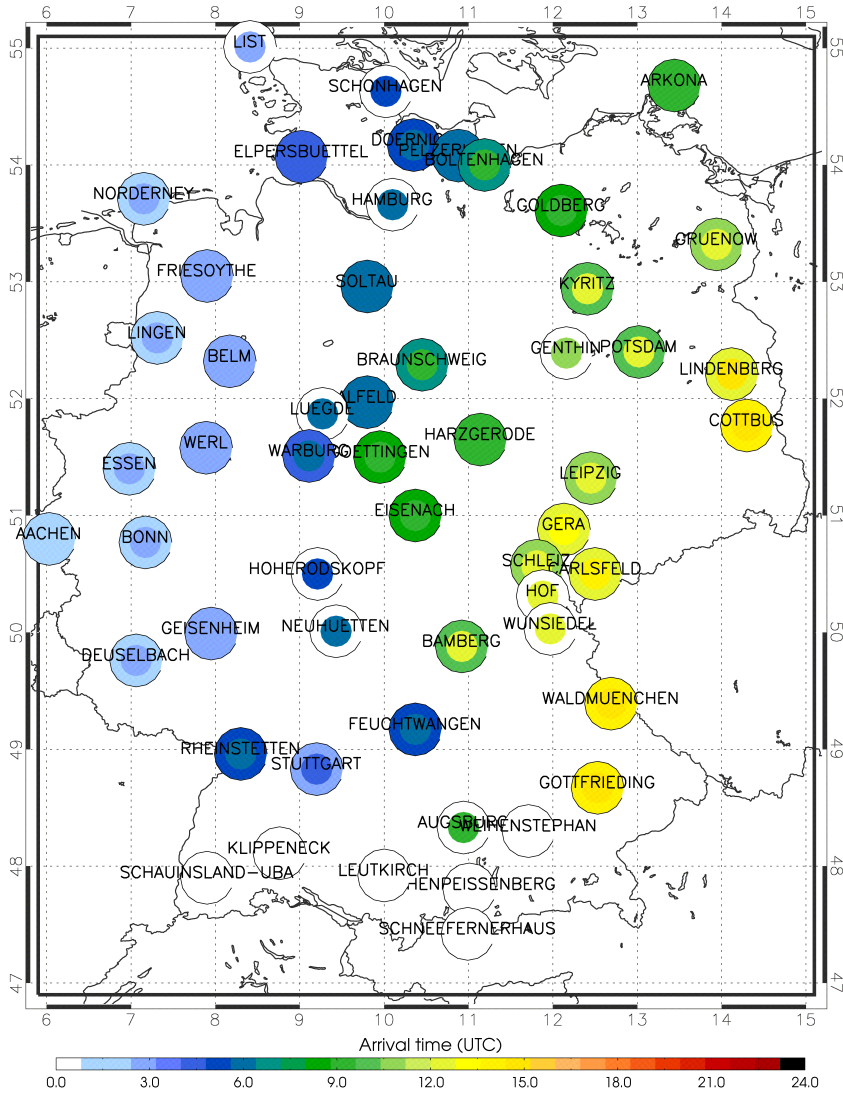 6 7 8 9 10 11 12 13 14 15
55 55
LIST
ARKONA
SCHONHAGEN
DOERNIC
ELPERSBUETTEL
BOLTENHAGEN
54 54
NORDERNEY
HAMBURG
GOLDBERG
GRUENOW
FRIESOYTHE
53 53
SOLTAU
KYRITZ
LINGEN
BELM
BRAUNSCHWEIG
GENTHIN
POTSDAM
LINDENBERG
52 52
ALFELD
LUEGDE
COTTBUS
WERL
WARBURG
GOETTINGEN
HARZGERODE
ESSEN
LEIPZIG
51 51
EISENACH
AACHEN
BONN
GERA
SCHLEIZ
CARLSFELD
HOHERODSKOPF
HOF
GEISENHEIM
NEUHUETTEN
WUNSIEDEL
50 50
DEUSELBACH
BAMBERG
WALDMUENCHEN
FEUCHTWANGEN
49 49
RHEINSTETTEN
STUTTGART
GOTTFRIEDING
AUGSBURG
WEIHENSTEPHAN
KLIPPENECK
48 48
SCHAUINSLAND-UBA
LEUTKIRCH
HENPEISSENBERG
SCHNEEFERNERHAUS
47 47
6 7 8 9 10 11 12 13 14 15
Arrival time (UTC)
0.0 3.0 6.0 9.0 12.0 15.0 18.0 21.0 24.0